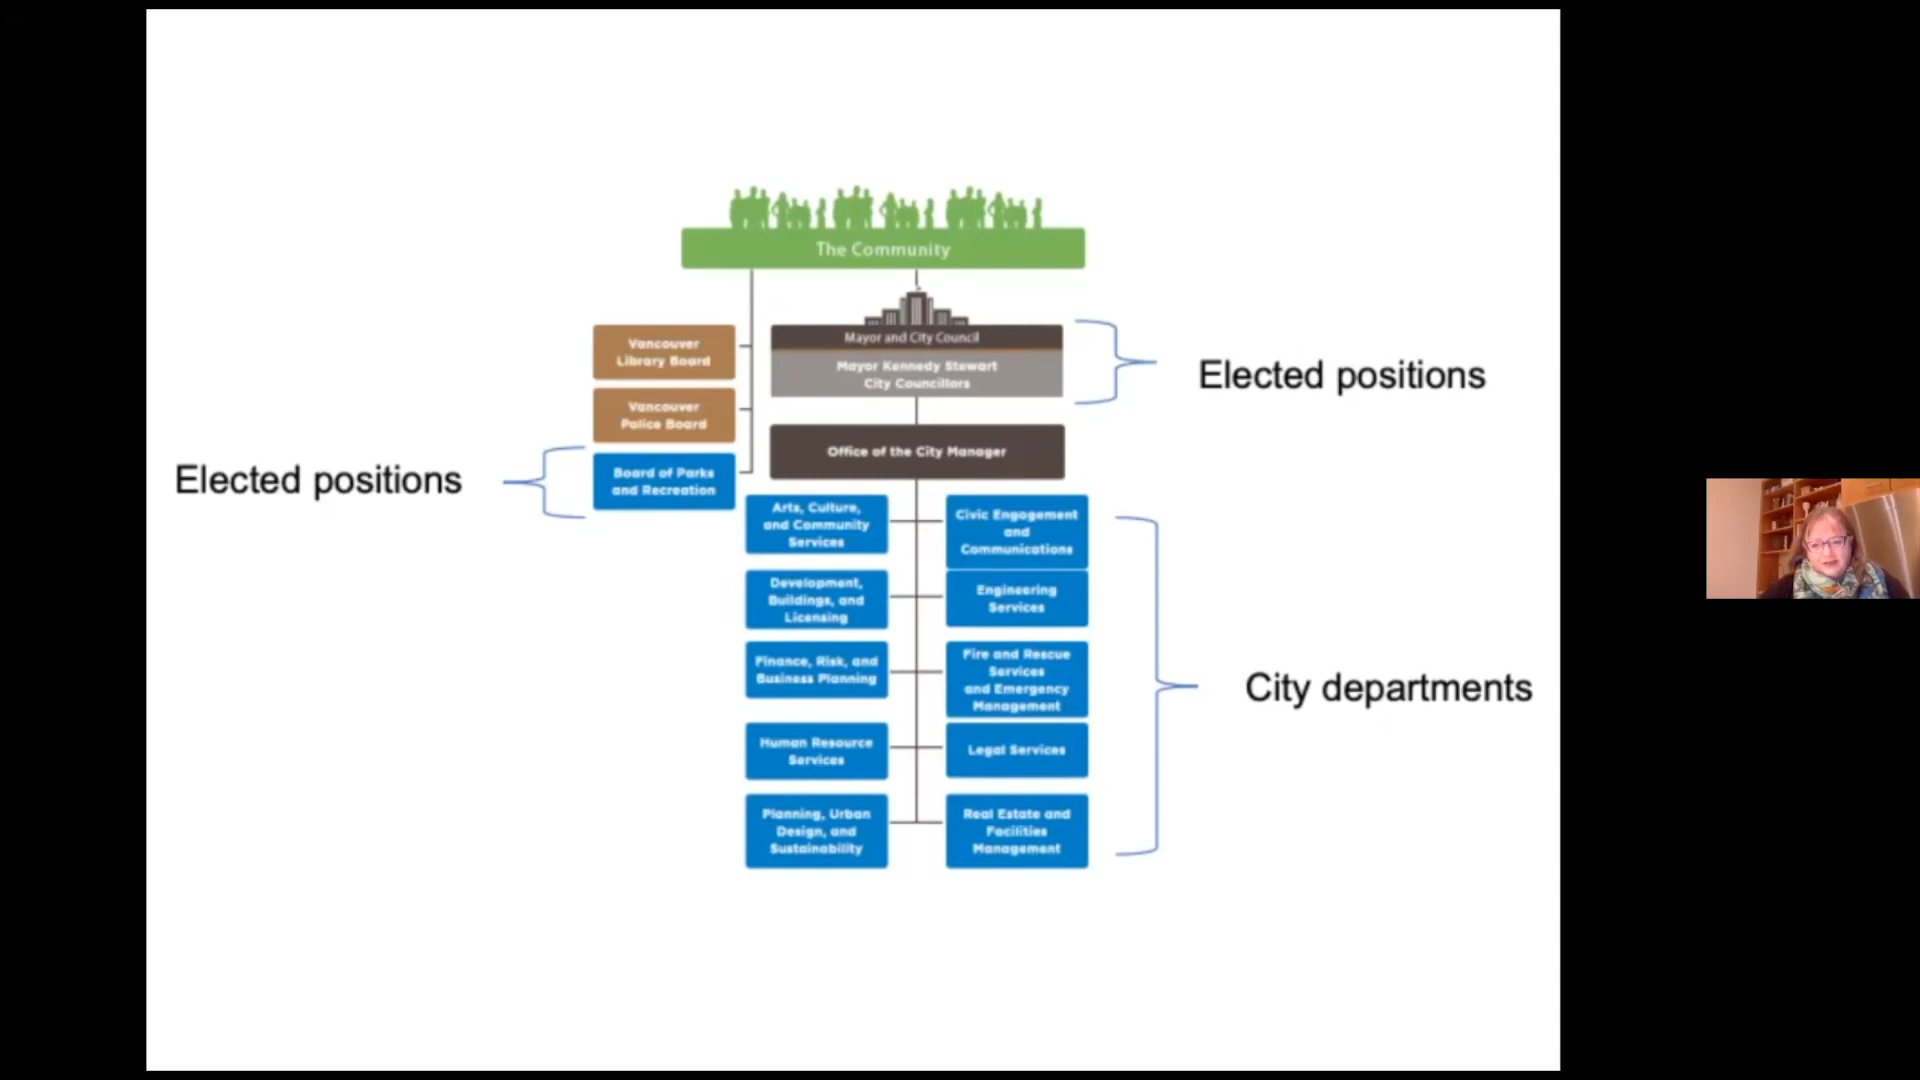 The Community
Mayor and City Council
Mayor Kennedy Stewart
City Councillors
Elected positions
Vancouver
Library Board
Vancouver
Police Board
Elected positions
Board of Parks
and Recreation
Office of the City Manager
Arts, Culture,
and Community
Services
Civic Engagement
and
Communications
Development,
Buildings, and
Licensing
Engineering
Services
Finance, Risk, and
Business Planning
Fire and Rescue
Services
and Emergency
Management
City departments
Human Resource
Services
Legal Services
Planning, Urban
Design, and
Sustainability
Real Estate and
Facilities
Management